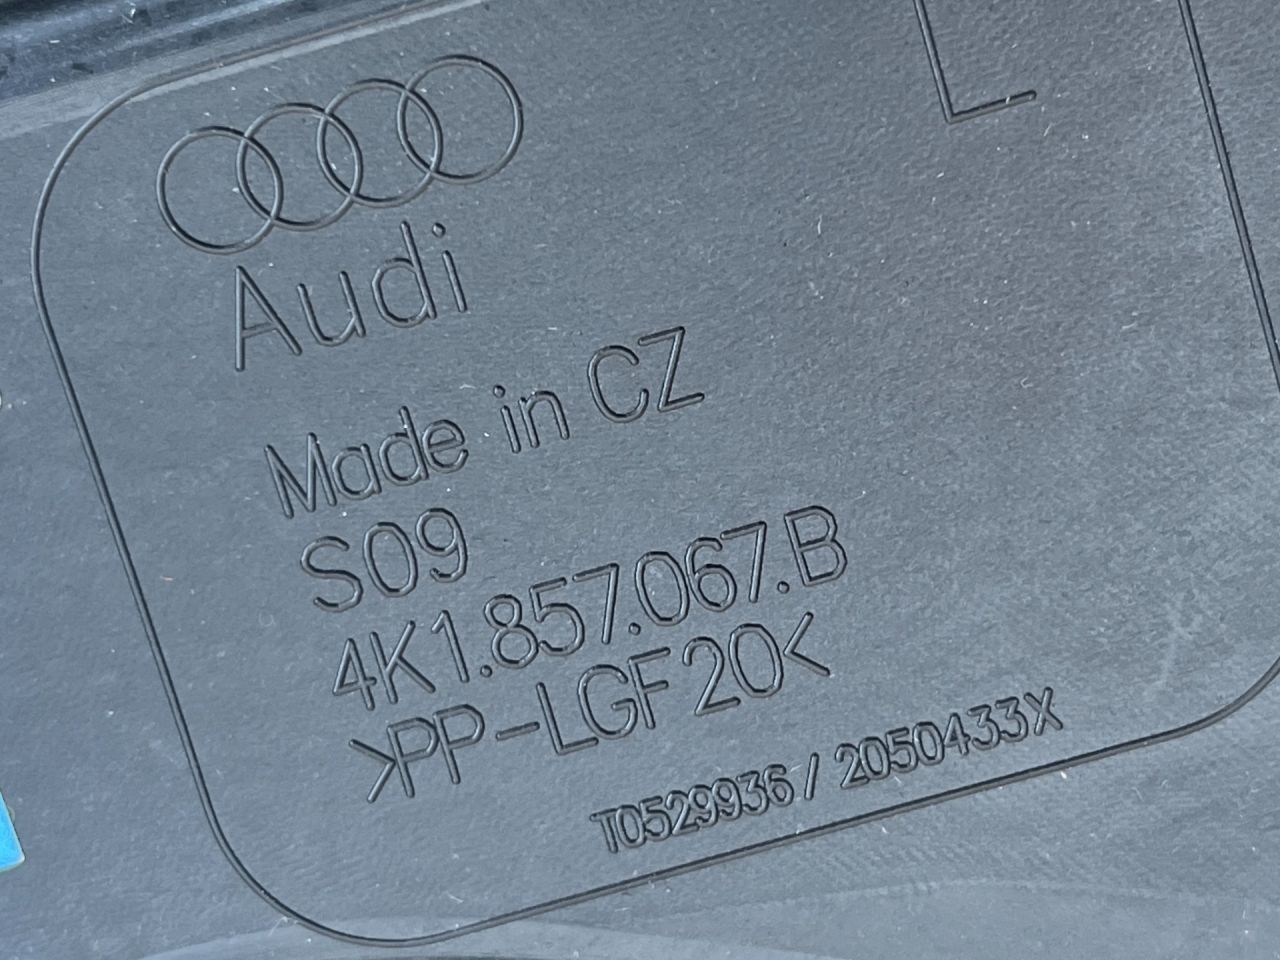 L
Audi
Made in CZ
S09
4K1.857.067.B
>PP-LGF20<
T0529936 / 2050433X